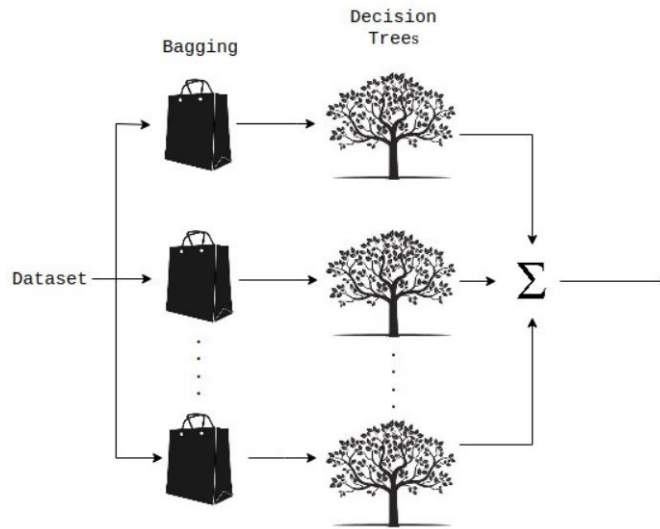 Decision
Trees
Bagging
Dataset
Σ